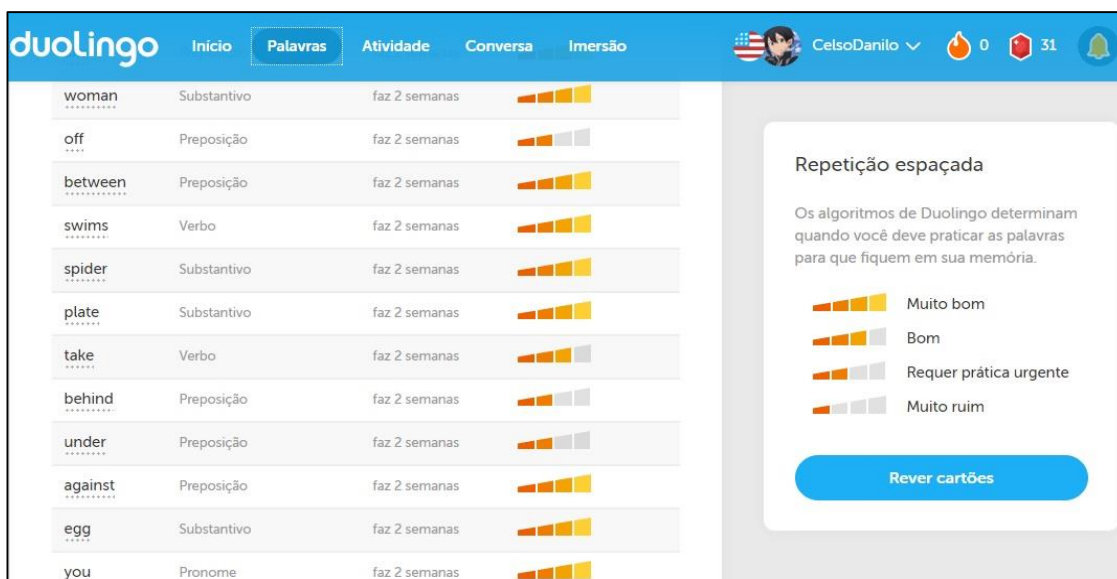 duolingo Início Palavras Atividade Conversa Imersão CelsoDanilo 0 31
woman Substantivo faz 2 semanas
off Preposição faz 2 semanas
between Preposição faz 2 semanas
swims Verbo faz 2 semanas
spider Substantivo faz 2 semanas
plate Substantivo faz 2 semanas
take Verbo faz 2 semanas
behind Preposição faz 2 semanas
under Preposição faz 2 semanas
against Preposição faz 2 semanas
egg Substantivo faz 2 semanas
you Pronome faz 2 semanas
Repetição espaçada
Os algoritmos de Duolingo determinam
quando você deve praticar as palavras
para que fiquem em sua memória.
Muito bom
Bom
Requer prática urgente
Muito ruim
Rever cartões